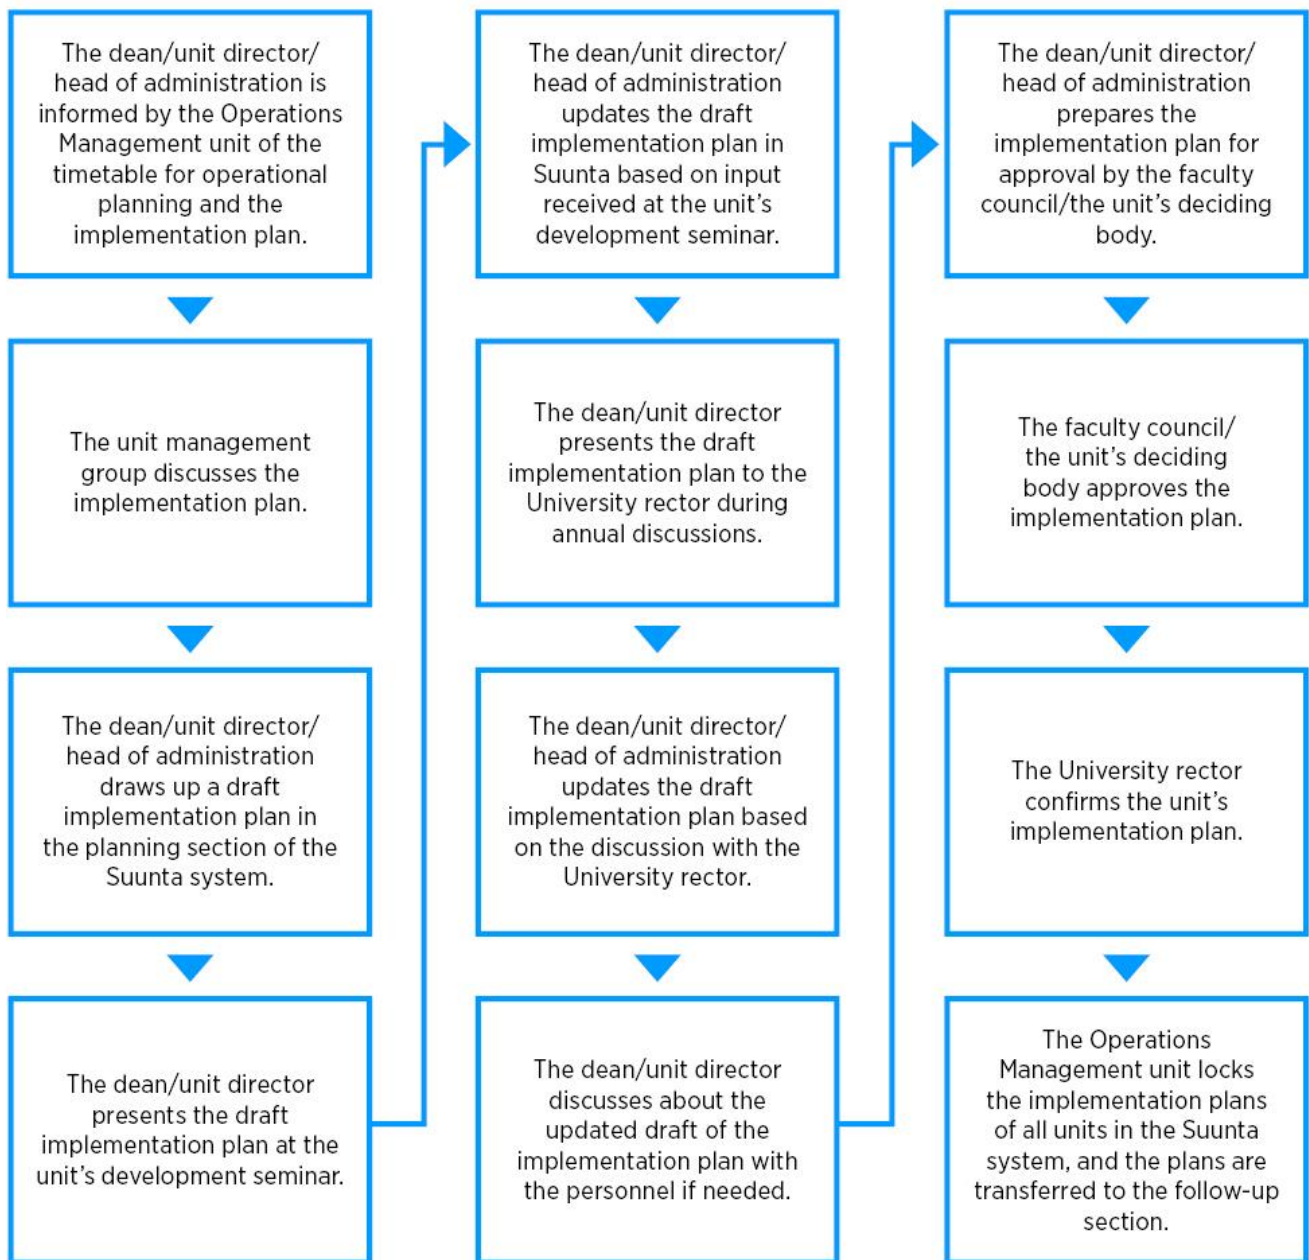 The dean/unit director/
head of administration is
informed by the Operations
Management unit of the
timetable for operational
planning and the
implementation plan.
The unit management
group discusses the
implementation plan.
The dean/unit director/
head of administration
draws up a draft
implementation plan in
the planning section of the
Suunta system.
The dean/unit director
presents the draft
implementation plan at the
unit’s development seminar.
The dean/unit director/
head of administration
updates the draft
implementation plan in
Suunta based on input
received at the unit’s
development seminar.
The dean/unit director
presents the draft
implementation plan to the
University rector during
annual discussions.
The dean/unit director/
head of administration
updates the draft
implementation plan based
on the discussion with the
University rector.
The dean/unit director
discusses about the
updated draft of the
implementation plan with
the personnel if needed.
The dean/unit director/
head of administration
prepares the
implementation plan for
approval by the faculty
council/the unit’s deciding
body.
The faculty council/
the unit’s deciding
body approves the
implementation plan.
The University rector
confirms the unit’s
implementation plan.
The Operations
Management unit locks
the implementation plans
of all units in the Suunta
system, and the plans are
transferred to the follow-up
section.